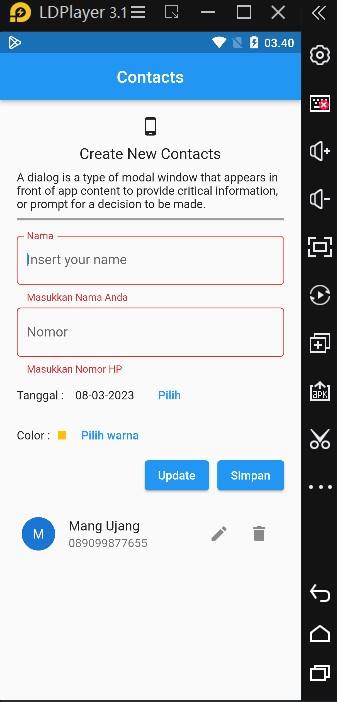 LDPlayer 3.1
03.40
Contacts
Create New Contacts
A dialog is a type of modal window that appears in
front of app content to provide critical information,
or prompt for a decision to be made.
Nama
Insert your name
Masukkan Nama Anda
Nomor
Masukkan Nomor HP
Tanggal : 08-03-2023 Pilih
Color : Pilih warna
Update Simpan
M
Mang Ujang
089099877655
APK